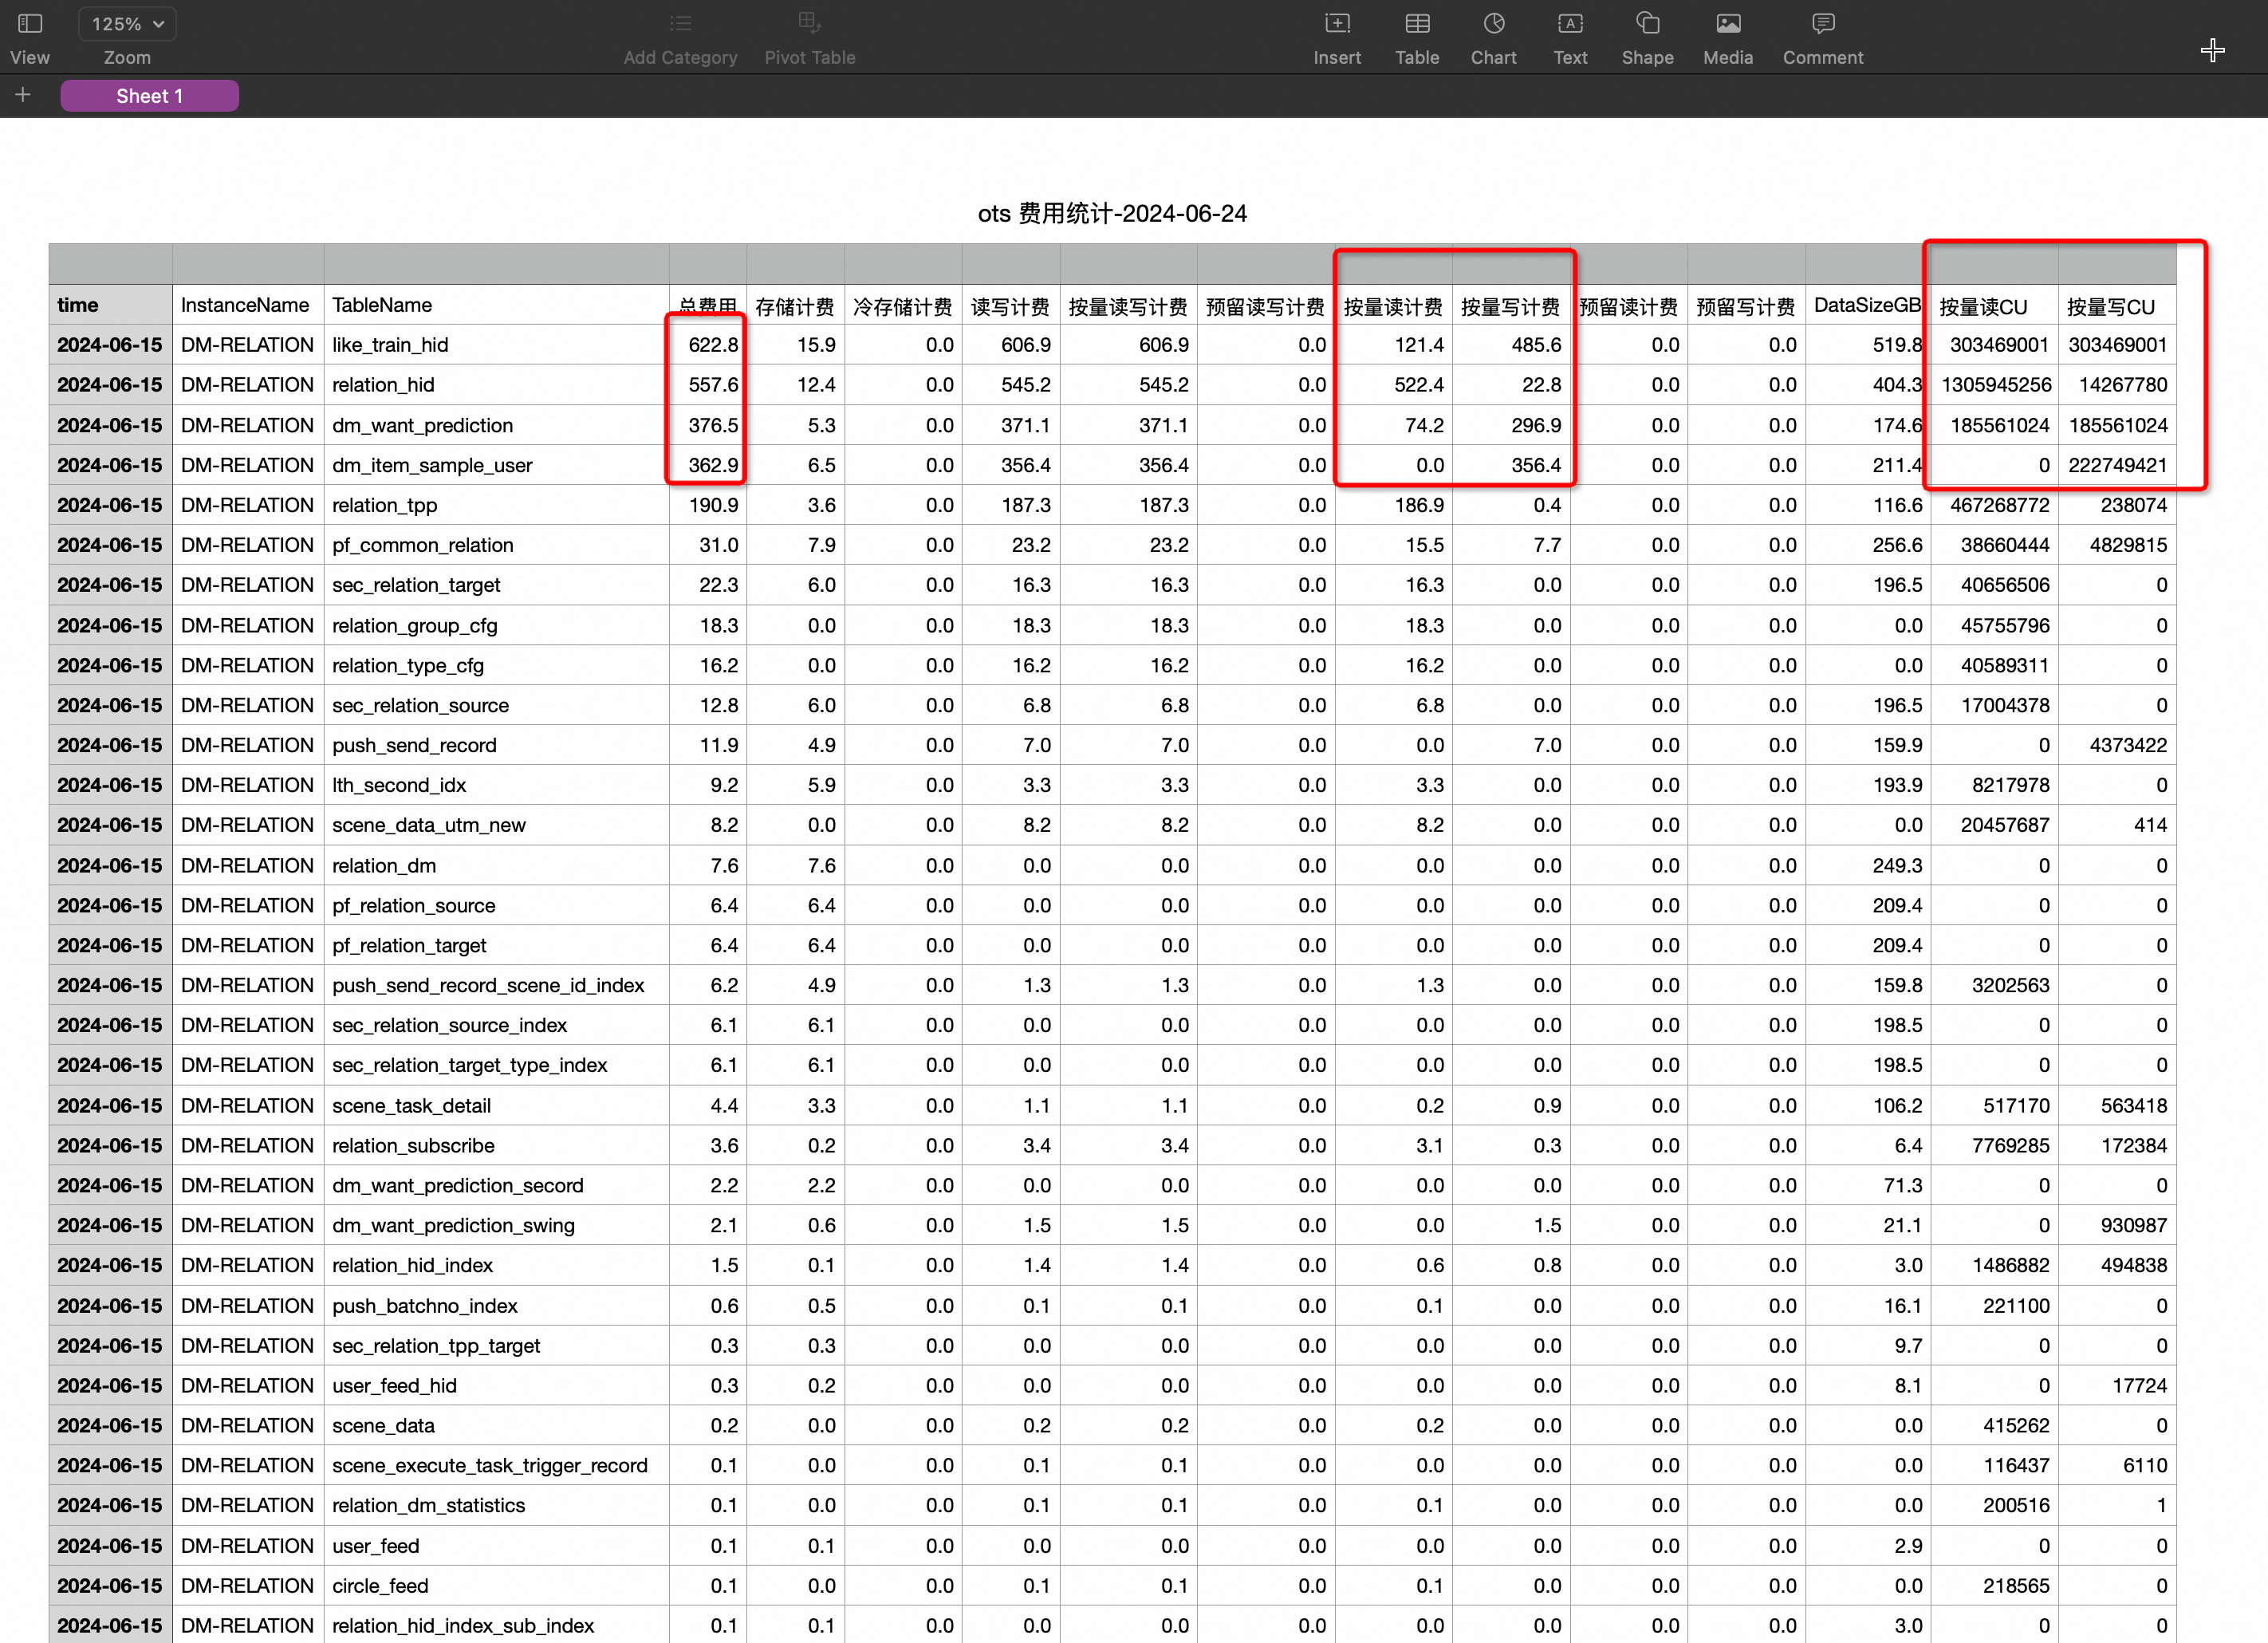 125%
View Zoom Add Category Pivot Table Insert Table Chart Text Shape Media Comment
Sheet 1
ots 费用统计-2024-06-24
time InstanceName TableName 总费用 存储计费 冷存储计费 读写计费 按量读写计费 预留读写计费 按量读计费 按量写计费 预留读计费 预留写计费 DataSizeGB 按量读CU 按量写CU
2024-06-15 DM-RELATION like_train_hid 622.8 15.9 0.0 606.9 606.9 0.0 121.4 485.6 0.0 0.0 519.8 303469001 303469001
2024-06-15 DM-RELATION relation_hid 557.6 12.4 0.0 545.2 545.2 0.0 522.4 22.8 0.0 0.0 404.3 1305945256 14267780
2024-06-15 DM-RELATION dm_want_prediction 376.5 5.3 0.0 371.1 371.1 0.0 74.2 296.9 0.0 0.0 174.6 185561024 185561024
2024-06-15 DM-RELATION dm_item_sample_user 362.9 6.5 0.0 356.4 356.4 0.0 0.0 356.4 0.0 0.0 211.4 0 222749421
2024-06-15 DM-RELATION relation_tpp 190.9 3.6 0.0 187.3 187.3 0.0 186.9 0.4 0.0 0.0 116.6 467268772 238074
2024-06-15 DM-RELATION pf_common_relation 31.0 7.9 0.0 23.2 23.2 0.0 15.5 7.7 0.0 0.0 256.6 38660444 4829815
2024-06-15 DM-RELATION sec_relation_target 22.3 6.0 0.0 16.3 16.3 0.0 16.3 0.0 0.0 0.0 196.5 40656506 0
2024-06-15 DM-RELATION relation_group_cfg 18.3 0.0 0.0 18.3 18.3 0.0 18.3 0.0 0.0 0.0 0.0 45755796 0
2024-06-15 DM-RELATION relation_type_cfg 16.2 0.0 0.0 16.2 16.2 0.0 16.2 0.0 0.0 0.0 0.0 40589311 0
2024-06-15 DM-RELATION sec_relation_source 12.8 6.0 0.0 6.8 6.8 0.0 6.8 0.0 0.0 0.0 196.5 17004378 0
2024-06-15 DM-RELATION push_send_record 11.9 4.9 0.0 7.0 7.0 0.0 0.0 7.0 0.0 0.0 159.9 0 4373422
2024-06-15 DM-RELATION lth_second_idx 9.2 5.9 0.0 3.3 3.3 0.0 3.3 0.0 0.0 0.0 193.9 8217978 0
2024-06-15 DM-RELATION scene_data_utm_new 8.2 0.0 0.0 8.2 8.2 0.0 8.2 0.0 0.0 0.0 0.0 20457687 414
2024-06-15 DM-RELATION relation_dm 7.6 7.6 0.0 0.0 0.0 0.0 0.0 0.0 0.0 0.0 249.3 0 0
2024-06-15 DM-RELATION pf_relation_source 6.4 6.4 0.0 0.0 0.0 0.0 0.0 0.0 0.0 0.0 209.4 0 0
2024-06-15 DM-RELATION pf_relation_target 6.4 6.4 0.0 0.0 0.0 0.0 0.0 0.0 0.0 0.0 209.4 0 0
2024-06-15 DM-RELATION push_send_record_scene_id_index 6.2 4.9 0.0 1.3 1.3 0.0 1.3 0.0 0.0 0.0 159.8 3202563 0
2024-06-15 DM-RELATION sec_relation_source_index 6.1 6.1 0.0 0.0 0.0 0.0 0.0 0.0 0.0 0.0 198.5 0 0
2024-06-15 DM-RELATION sec_relation_target_type_index 6.1 6.1 0.0 0.0 0.0 0.0 0.0 0.0 0.0 0.0 198.5 0 0
2024-06-15 DM-RELATION scene_task_detail 4.4 3.3 0.0 1.1 1.1 0.0 0.2 0.9 0.0 0.0 106.2 517170 563418
2024-06-15 DM-RELATION relation_subscribe 3.6 0.2 0.0 3.4 3.4 0.0 3.1 0.3 0.0 0.0 6.4 7769285 172384
2024-06-15 DM-RELATION dm_want_prediction_secord 2.2 2.2 0.0 0.0 0.0 0.0 0.0 0.0 0.0 0.0 71.3 0 0
2024-06-15 DM-RELATION dm_want_prediction_swing 2.1 0.6 0.0 1.5 1.5 0.0 0.0 1.5 0.0 0.0 21.1 0 930987
2024-06-15 DM-RELATION relation_hid_index 1.5 0.1 0.0 1.4 1.4 0.0 0.6 0.8 0.0 0.0 3.0 1486882 494838
2024-06-15 DM-RELATION push_batchno_index 0.6 0.5 0.0 0.1 0.1 0.0 0.1 0.0 0.0 0.0 16.1 221100 0
2024-06-15 DM-RELATION sec_relation_tpp_target 0.3 0.3 0.0 0.0 0.0 0.0 0.0 0.0 0.0 0.0 9.7 0 0
2024-06-15 DM-RELATION user_feed_hid 0.3 0.2 0.0 0.0 0.0 0.0 0.0 0.0 0.0 0.0 8.1 0 17724
2024-06-15 DM-RELATION scene_data 0.2 0.0 0.0 0.2 0.2 0.0 0.2 0.0 0.0 0.0 0.0 415262 0
2024-06-15 DM-RELATION scene_execute_task_trigger_record 0.1 0.0 0.0 0.1 0.1 0.0 0.0 0.0 0.0 0.0 0.0 116437 6110
2024-06-15 DM-RELATION relation_dm_statistics 0.1 0.0 0.0 0.1 0.1 0.0 0.1 0.0 0.0 0.0 0.0 200516 1
2024-06-15 DM-RELATION user_feed 0.1 0.1 0.0 0.0 0.0 0.0 0.0 0.0 0.0 0.0 2.9 0 0
2024-06-15 DM-RELATION circle_feed 0.1 0.0 0.0 0.1 0.1 0.0 0.1 0.0 0.0 0.0 0.0 218565 0
2024-06-15 DM-RELATION relation_hid_index_sub_index 0.1 0.1 0.0 0.0 0.0 0.0 0.0 0.0 0.0 0.0 3.0 0 0